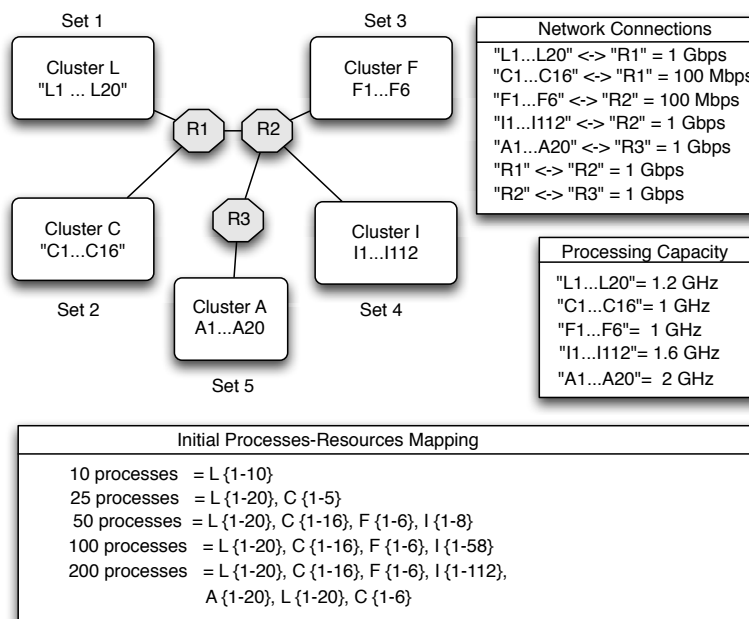 Set 1
Set 3
Cluster L
"L1 ... L20"
Cluster F
F1...F6
R1
R2
R3
Cluster C
"C1...C16"
Cluster I
I1...I112
Cluster A
A1...A20
Set 2
Set 4
Set 5
Network Connections
"L1...L20" <-> "R1" = 1 Gbps
"C1...C16" <-> "R1" = 100 Mbps
"F1...F6" <-> "R2" = 100 Mbps
"I1...I112" <-> "R2" = 1 Gbps
"A1...A20" <-> "R3" = 1 Gbps
"R1" <-> "R2" = 1 Gbps
"R2" <-> "R3" = 1 Gbps
Processing Capacity
"L1...L20"= 1.2 GHz
"C1...C16"= 1 GHz
"F1...F6"= 1 GHz
"I1...I112"= 1.6 GHz
"A1...A20"= 2 GHz
Initial Processes-Resources Mapping
10 processes = L {1-10}
25 processes = L {1-20}, C {1-5}
50 processes = L {1-20}, C {1-16}, F {1-6}, I {1-8}
100 processes = L {1-20}, C {1-16}, F {1-6}, I {1-58}
200 processes = L {1-20}, C {1-16}, F {1-6}, I {1-112},
A {1-20}, L {1-20}, C {1-6}